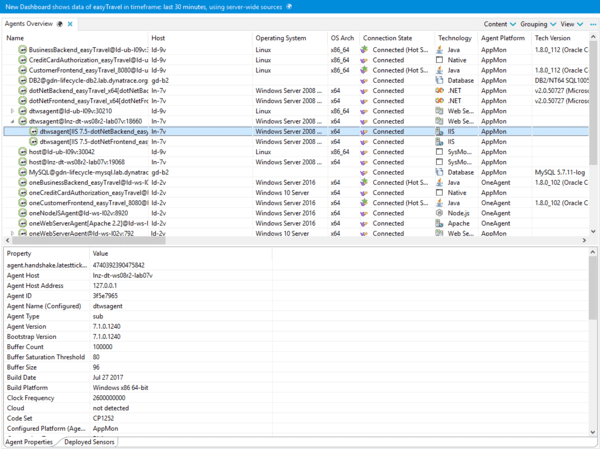 New Dashboard shows data of easyTravel in timeframe: last 30 minutes, using server-wide sources
Agents Overview Content Grouping View
Name Host Operating System OS Arch Connection State Technology Agent Platform Tech Version
BusinessBackend_easyTravel@ld-ub-l09v: ld-9v Linux x86_64 Connected (Hot S... Java AppMon 1.8.0_112 (Oracle C
CreditCardAuthorization_easyTravel@ld-u ld-9v Linux x86_64 Connected Native AppMon
CustomerFrontend_easyTravel_8080@ld-u ld-9v Linux x86_64 Connected (Hot S... Java AppMon 1.8.0_112 (Oracle C
DB2@gdn-lifecycle-db2.lab.dynatrace.org: gd-b2 Connected Database AppMon DB2/NT64 SQL1005
dotNetBackend_easyTravel_x64[dotNetBac ln-7v Windows Server 2008 ... x64 Connected .NET AppMon v2.0.50727 (Microso
dotNetFrontend_easyTravel_x64[dotNetFro ln-7v Windows Server 2008 ... x64 Connected .NET AppMon v2.0.50727 (Microso
dtwsagent@ld-ub-l09v:30210 ld-9v Linux x86_64 Connected Web Se... AppMon
dtwsagent@lnz-dt-ws08r2-lab07v:18660 ln-7v Windows Server 2008 ... x64 Connected Web Se... AppMon
dtwsagent[IIS 7.5-dotNetBackend_easy ln-7v Windows Server 2008 ... x64 Connected IIS AppMon
dtwsagent[IIS 7.5-dotNetFrontend_eas ln-7v Windows Server 2008 ... x64 Connected IIS AppMon
host@ld-ub-l09v:30042 ld-9v Linux x86_64 Connected SysMo... AppMon
host@lnz-dt-ws08r2-lab07v:19068 ln-7v Windows Server 2008 ... x64 Connected SysMo... AppMon
MySQL@gdn-lifecycle-mysql.lab.dynatrac gd-b2 Connected Database AppMon MySQL 5.7.11-log
oneBusinessBackend_easyTravel@ld-ws-l0 ld-2v Windows Server 2016 x64 Connected (Hot S... Java OneAgent 1.8.0_102 (Oracle C
oneCreditCardAuthorization_easyTravel@ ld-2v Windows 10 Server x64 Connected Native OneAgent
oneCustomerFrontend_easyTravel_8080@l ld-2v Windows Server 2016 x64 Connected (Hot S... Java OneAgent 1.8.0_102 (Oracle C
oneNodeJSAgent@ld-ws-l02v:8920 ld-2v Windows 10 Server x64 Connected Node.js OneAgent
oneWebServerAgent[Apache 2.2]@ld-ws-l0 ld-2v Windows Server 2016 x64 Connected Apache OneAgent
oneWebServerAgent@ld-ws-l02v:792 ld-2v Windows 10 Server x64 Connected Web Se... OneAgent
Property Value
agent.handshake.latesttick... 4740392390475842
Agent Host lnz-dt-ws08r2-lab07v
Agent Host Address 127.0.0.1
Agent ID 3f5e7965
Agent Name (Configured) dtwsagent
Agent Type sub
Agent Version 7.1.0.1240
Bootstrap Version 7.1.0.1240
Buffer Count 100000
Buffer Saturation Threshold 80
Buffer Size 96
Build Date Jul 27 2017
Build Platform Windows x86 64-bit
Clock Frequency 2600000000
Cloud not detected
Code Set CP1252
Configured Platform (Age... AppMon
Agent Properties Deployed Sensors